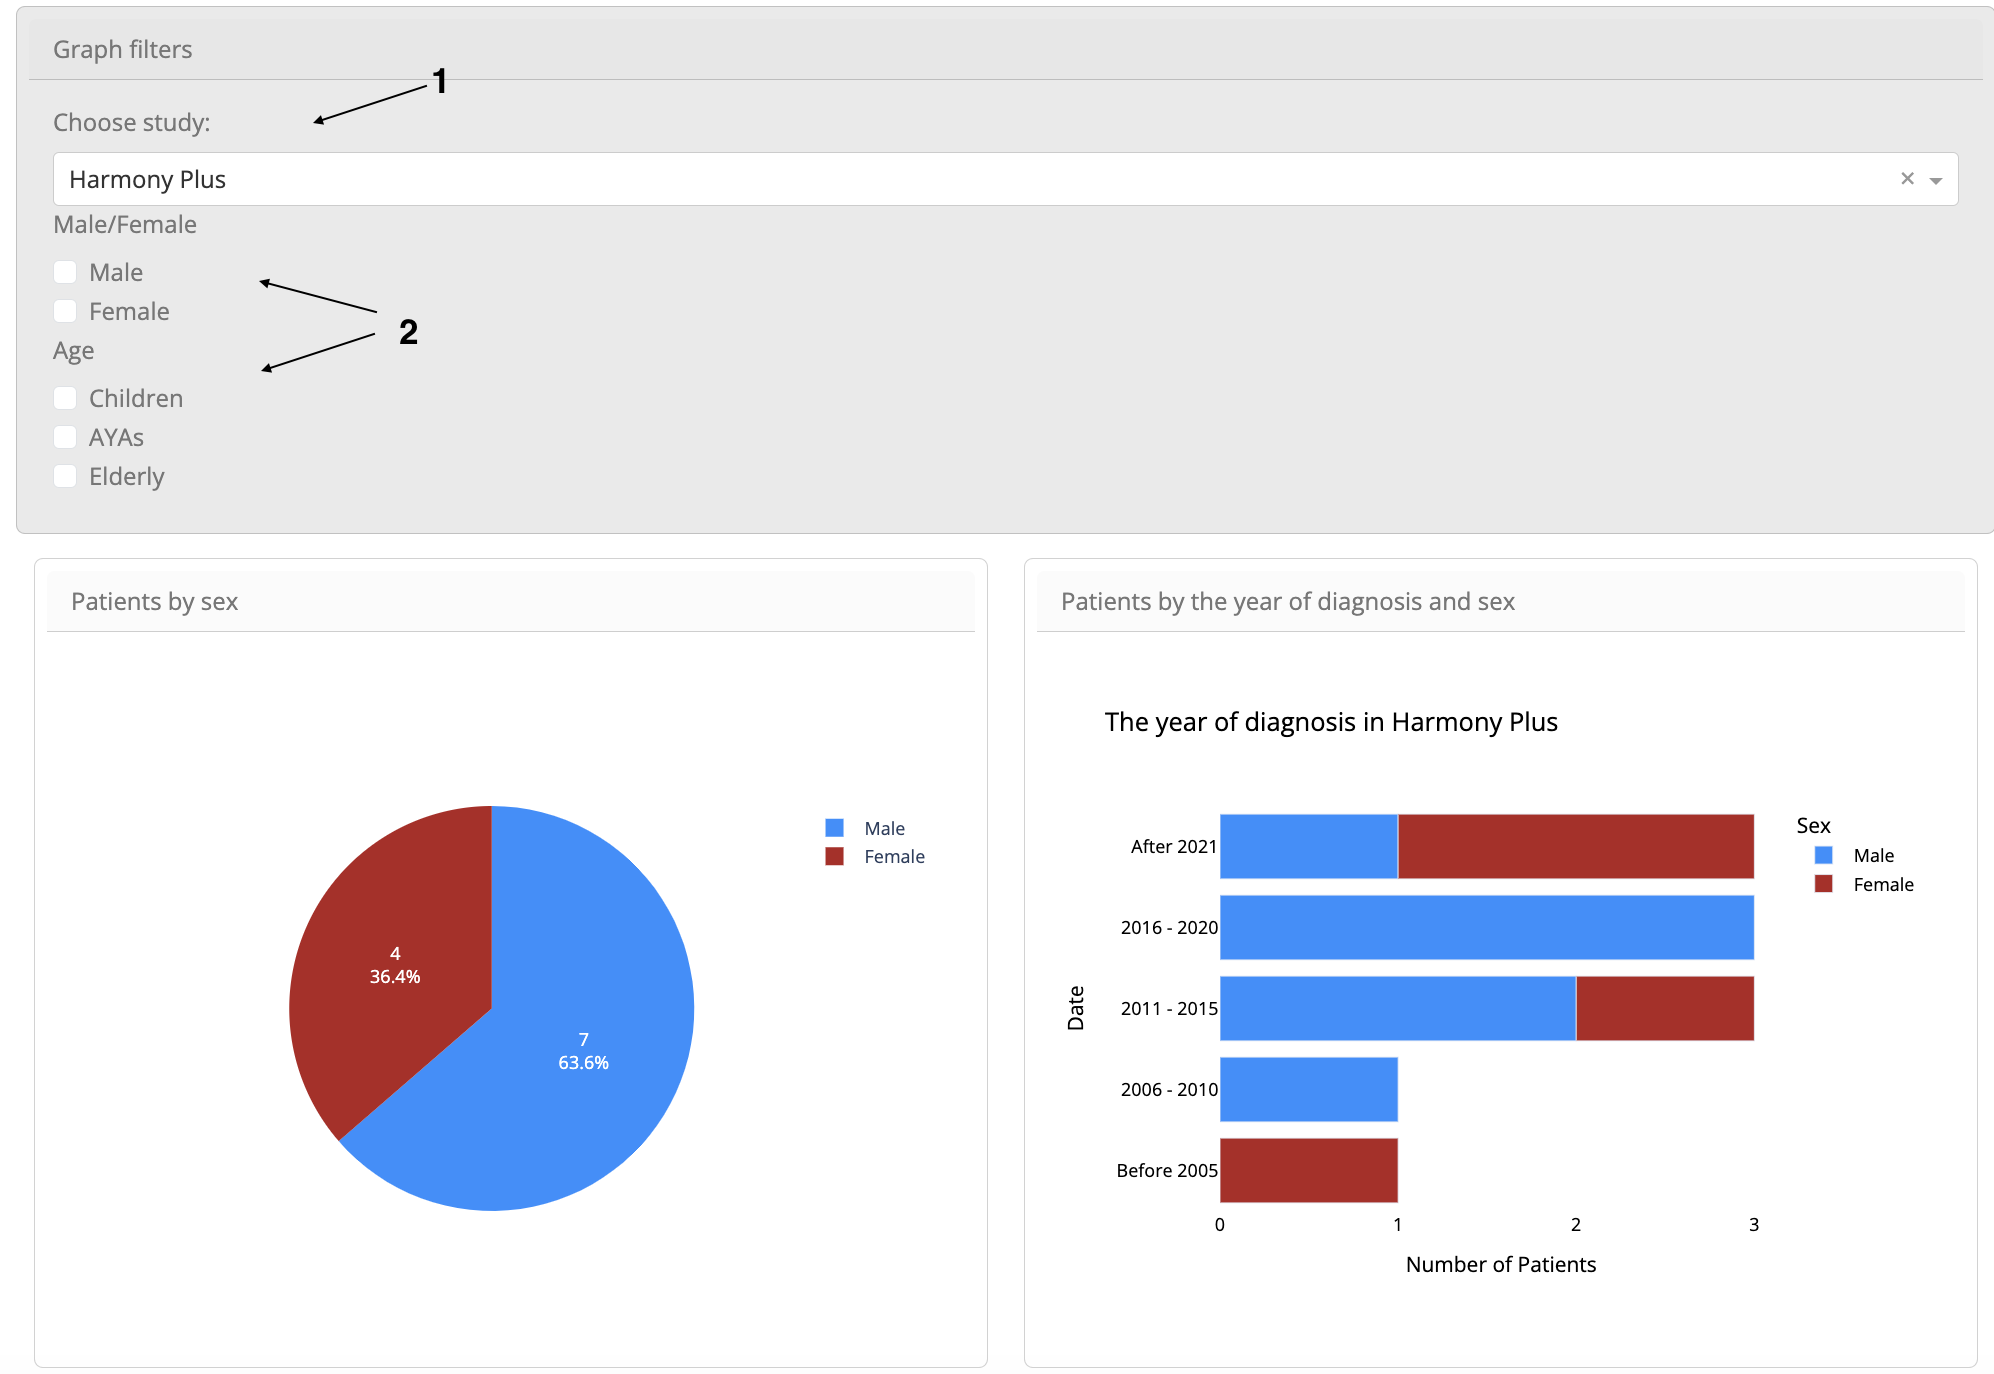 Graph filters
1
Choose study:
Harmony Plus
Male/Female
Male
Female
2
Age
Children
AYAs
Elderly
Patients by sex
Male
Female
4
36.4%
7
63.6%
Patients by the year of diagnosis and sex
The year of diagnosis in Harmony Plus
Sex
Male
Female
After 2021
2016 - 2020
2011 - 2015
2006 - 2010
Before 2005
Date
0 1 2 3
Number of Patients